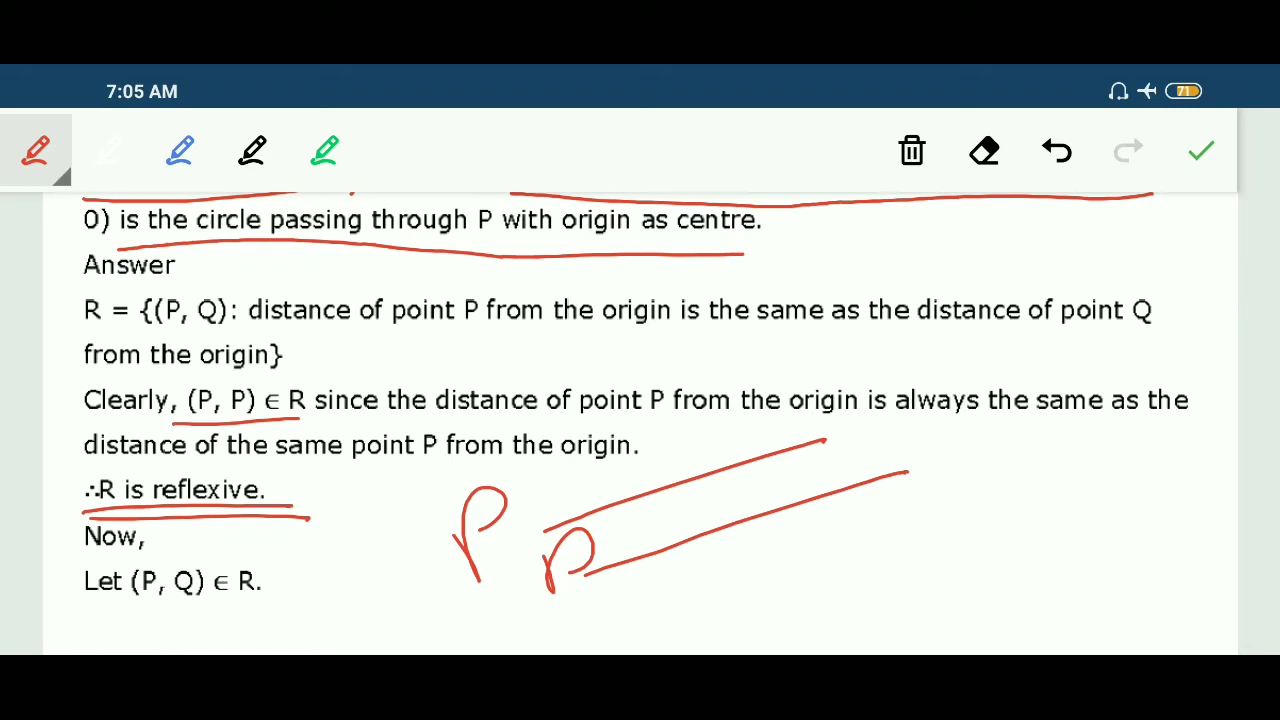 7:05 AM
71
0) is the circle passing through P with origin as centre.
Answer
R = {(P, Q): distance of point P from the origin is the same as the distance of point Q
from the origin}
Clearly, (P, P) ∈ R since the distance of point P from the origin is always the same as the
distance of the same point P from the origin.
∴R is reflexive.
P
P
Now,
Let (P, Q) ∈ R.